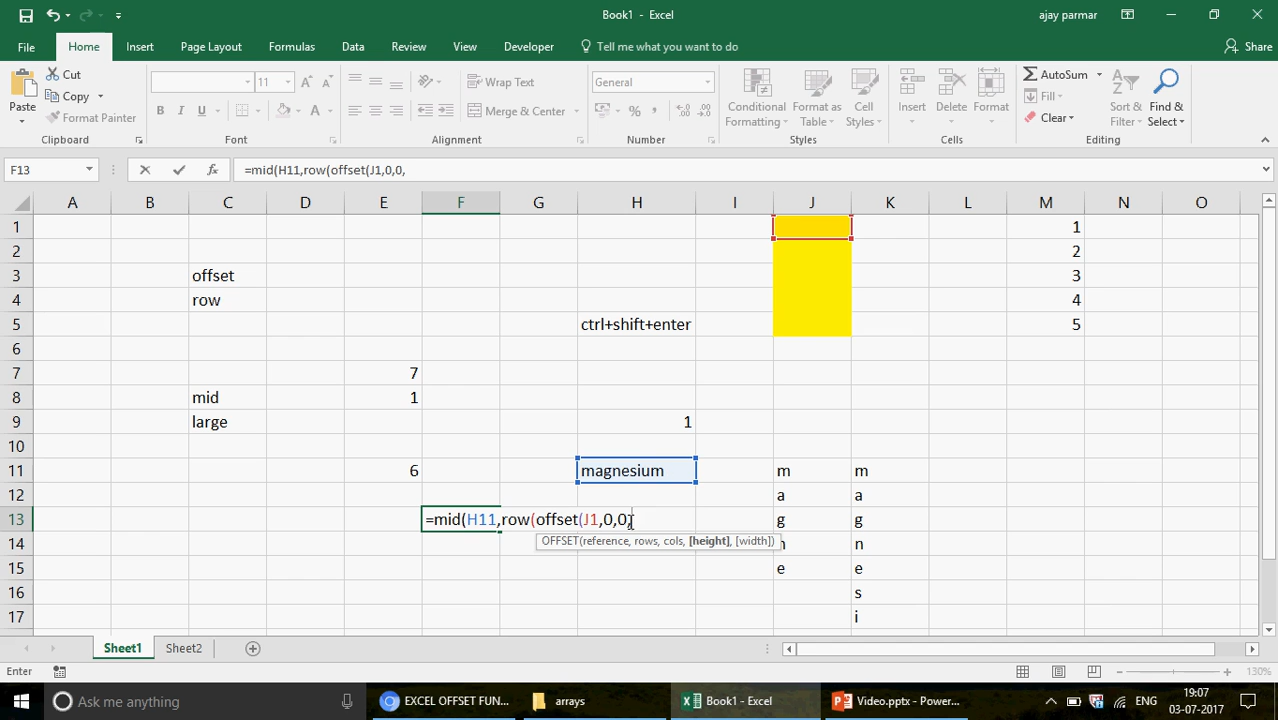 Book1 - Excel
ajay parmar
File Home Insert Page Layout Formulas Data Review View Developer Tell me what you want to do Share
Cut
Copy
Format Painter
Paste
Clipboard
11
Font
Wrap Text
Merge & Center
Alignment
General
Number
Conditional Formatting
Format as Table
Cell Styles
Styles
Insert Delete Format
Cells
AutoSum
Fill
Clear
Sort & Filter
Find & Select
Editing
F13 =mid(H11,row(offset(J1,0,0,
A B C D E F G H I J K L M N O
1 1
2 2
3 offset 3
4 row 4
5 ctrl+shift+enter 5
6
7 7
8 mid 1
9 large 1
10
11 6 magnesium m m
12 a a
13 =mid(H11,row(offset(J1,0,0, g g
OFFSET(reference, rows, cols, [height], [width])
14 n
15 e e
16 s
17 i
Sheet1 Sheet2
Enter 130%
Ask me anything
EXCEL OFFSET FUN...
arrays
Book1 - Excel
Video.pptx - Power...
ENG
19:07
03-07-2017